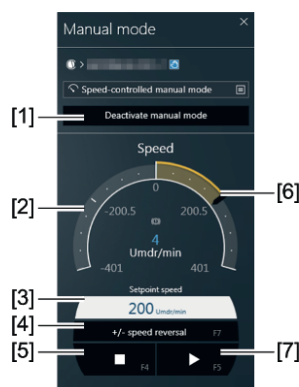 Manual mode ×
>
Speed-controlled manual mode
[1] Deactivate manual mode
Speed
[2] 0 [6]
-200.5 200.5
4
Umdr/min
-401 401
[3] Setpoint speed
200 Umdr/min
[4] +/- speed reversal F7
[5] F4 F5 [7]